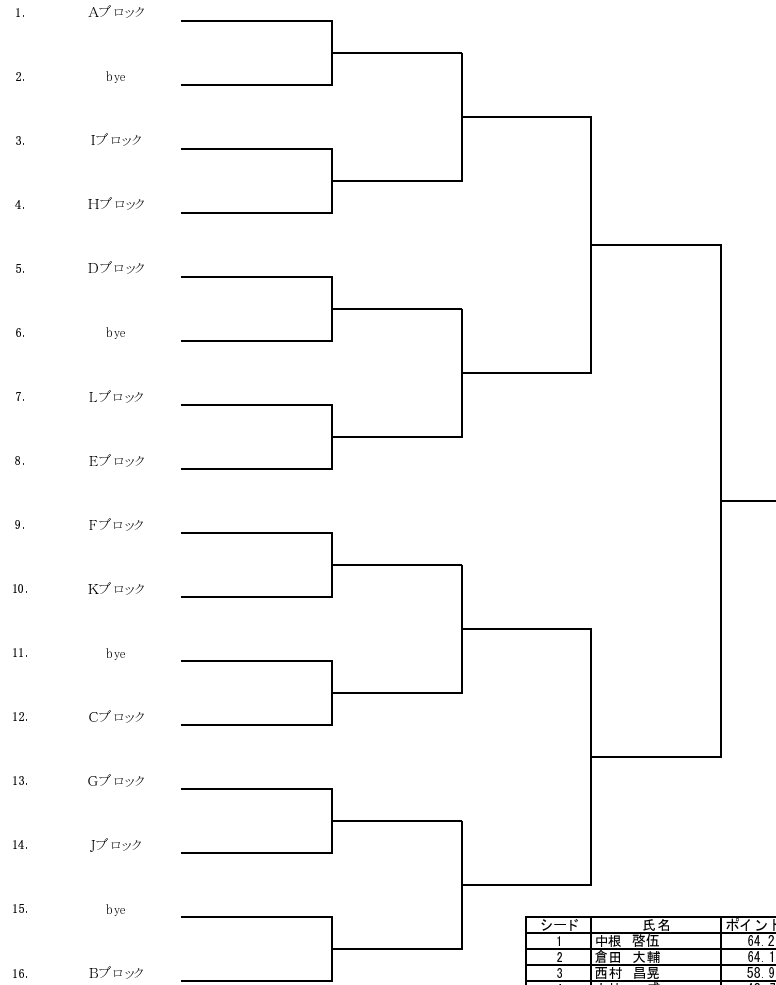 1. Aブロック
2. bye
3. Iブロック
4. Hブロック
5. Dブロック
6. bye
7. Lブロック
8. Eブロック
9. Fブロック
10. Kブロック
11. bye
12. Cブロック
13. Gブロック
14. Jブロック
15. bye
16. Bブロック
シード 氏名 ポイント
1 中根 啓伍 64.2
2 倉田 大輔 64.1
3 西村 昌晃 58.9